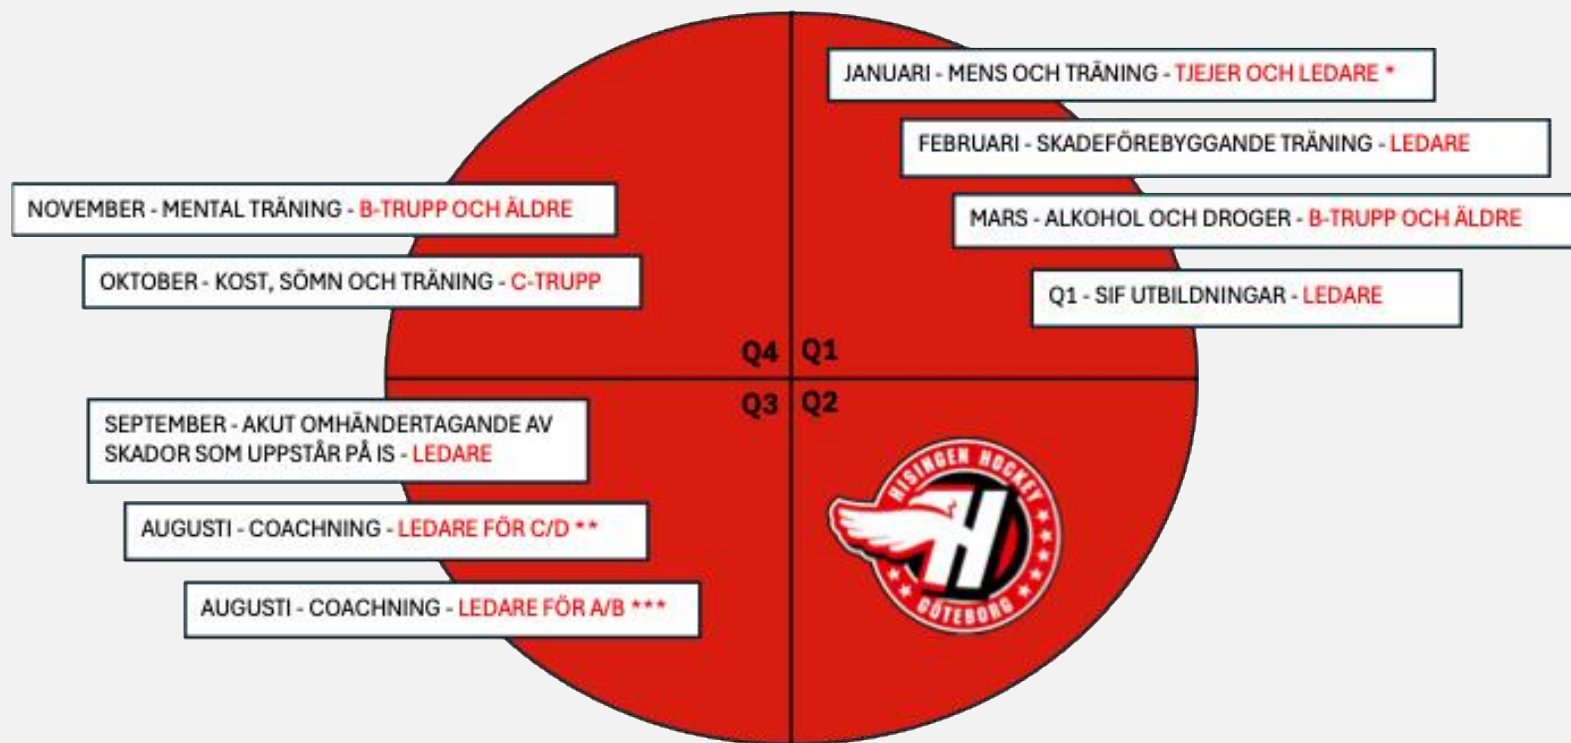 JANUARI - MENS OCH TRÄNING - TJEJER OCH LEDARE *
FEBRUARI - SKADEFÖREBYGGANDE TRÄNING - LEDARE
MARS - ALKOHOL OCH DROGER - B-TRUPP OCH ÄLDRE
Q1 - SIF UTBILDNINGAR - LEDARE
NOVEMBER - MENTAL TRÄNING - B-TRUPP OCH ÄLDRE
OKTOBER - KOST, SÖMN OCH TRÄNING - C-TRUPP
Q4 Q1
Q3 Q2
SEPTEMBER - AKUT OMHÄNDERTAGANDE AV
SKADOR SOM UPPSTÅR PÅ IS - LEDARE
AUGUSTI - COACHNING - LEDARE FÖR C/D **
AUGUSTI - COACHNING - LEDARE FÖR A/B ***
HISINGEN HOCKEY
H
GÖTEBORG